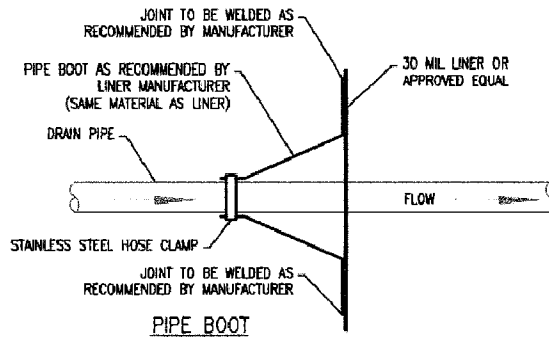 JOINT TO BE WELDED AS
RECOMMENDED BY MANUFACTURER
PIPE BOOT AS RECOMMENDED BY
LINER MANUFACTURER
(SAME MATERIAL AS LINER)
30 MIL LINER OR
APPROVED EQUAL
DRAIN PIPE
FLOW
STAINLESS STEEL HOSE CLAMP
JOINT TO BE WELDED AS
RECOMMENDED BY MANUFACTURER
PIPE BOOT